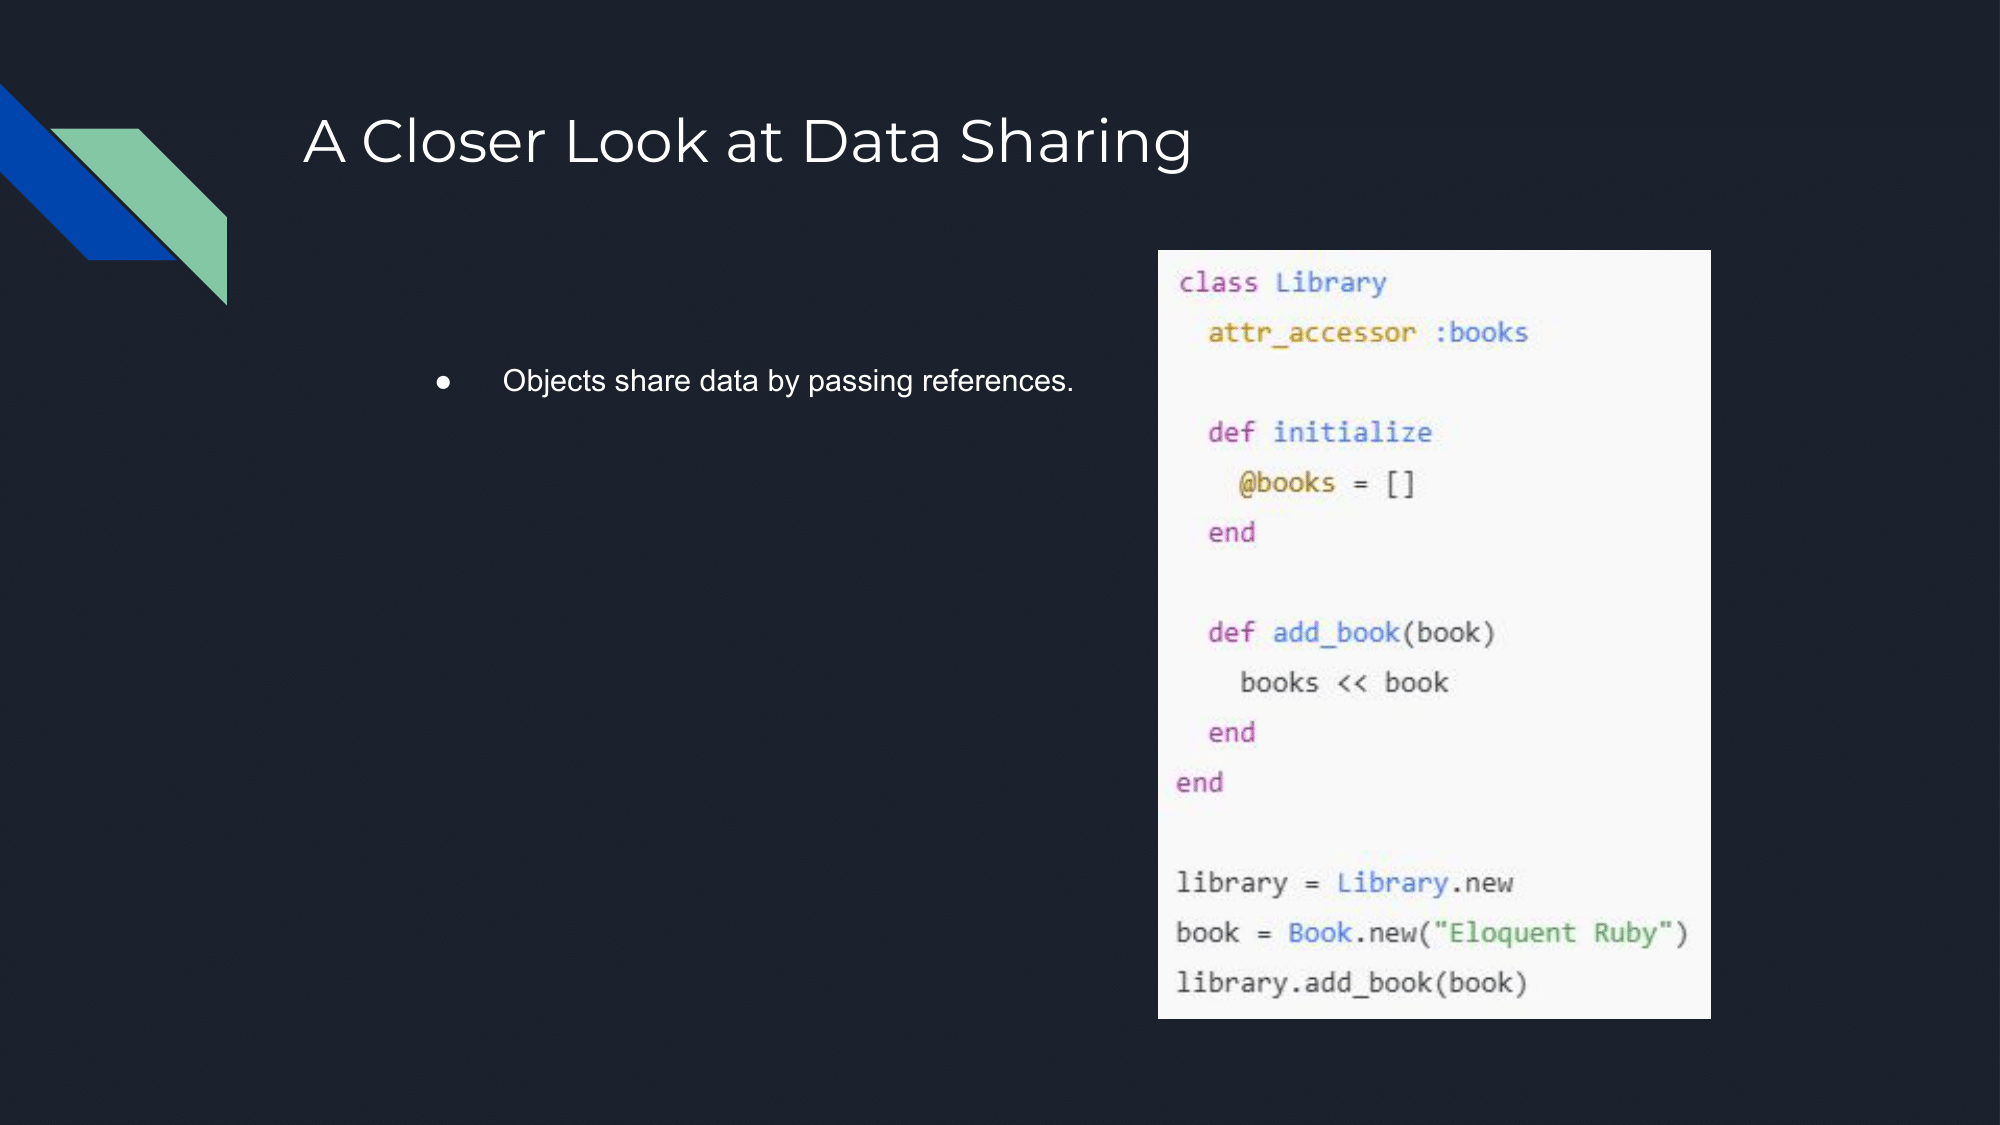 A Closer Look at Data Sharing
● Objects share data by passing references.
class Library
  attr_accessor :books

  def initialize
    @books = []
  end

  def add_book(book)
    books << book
  end
end

library = Library.new
book = Book.new("Eloquent Ruby")
library.add_book(book)